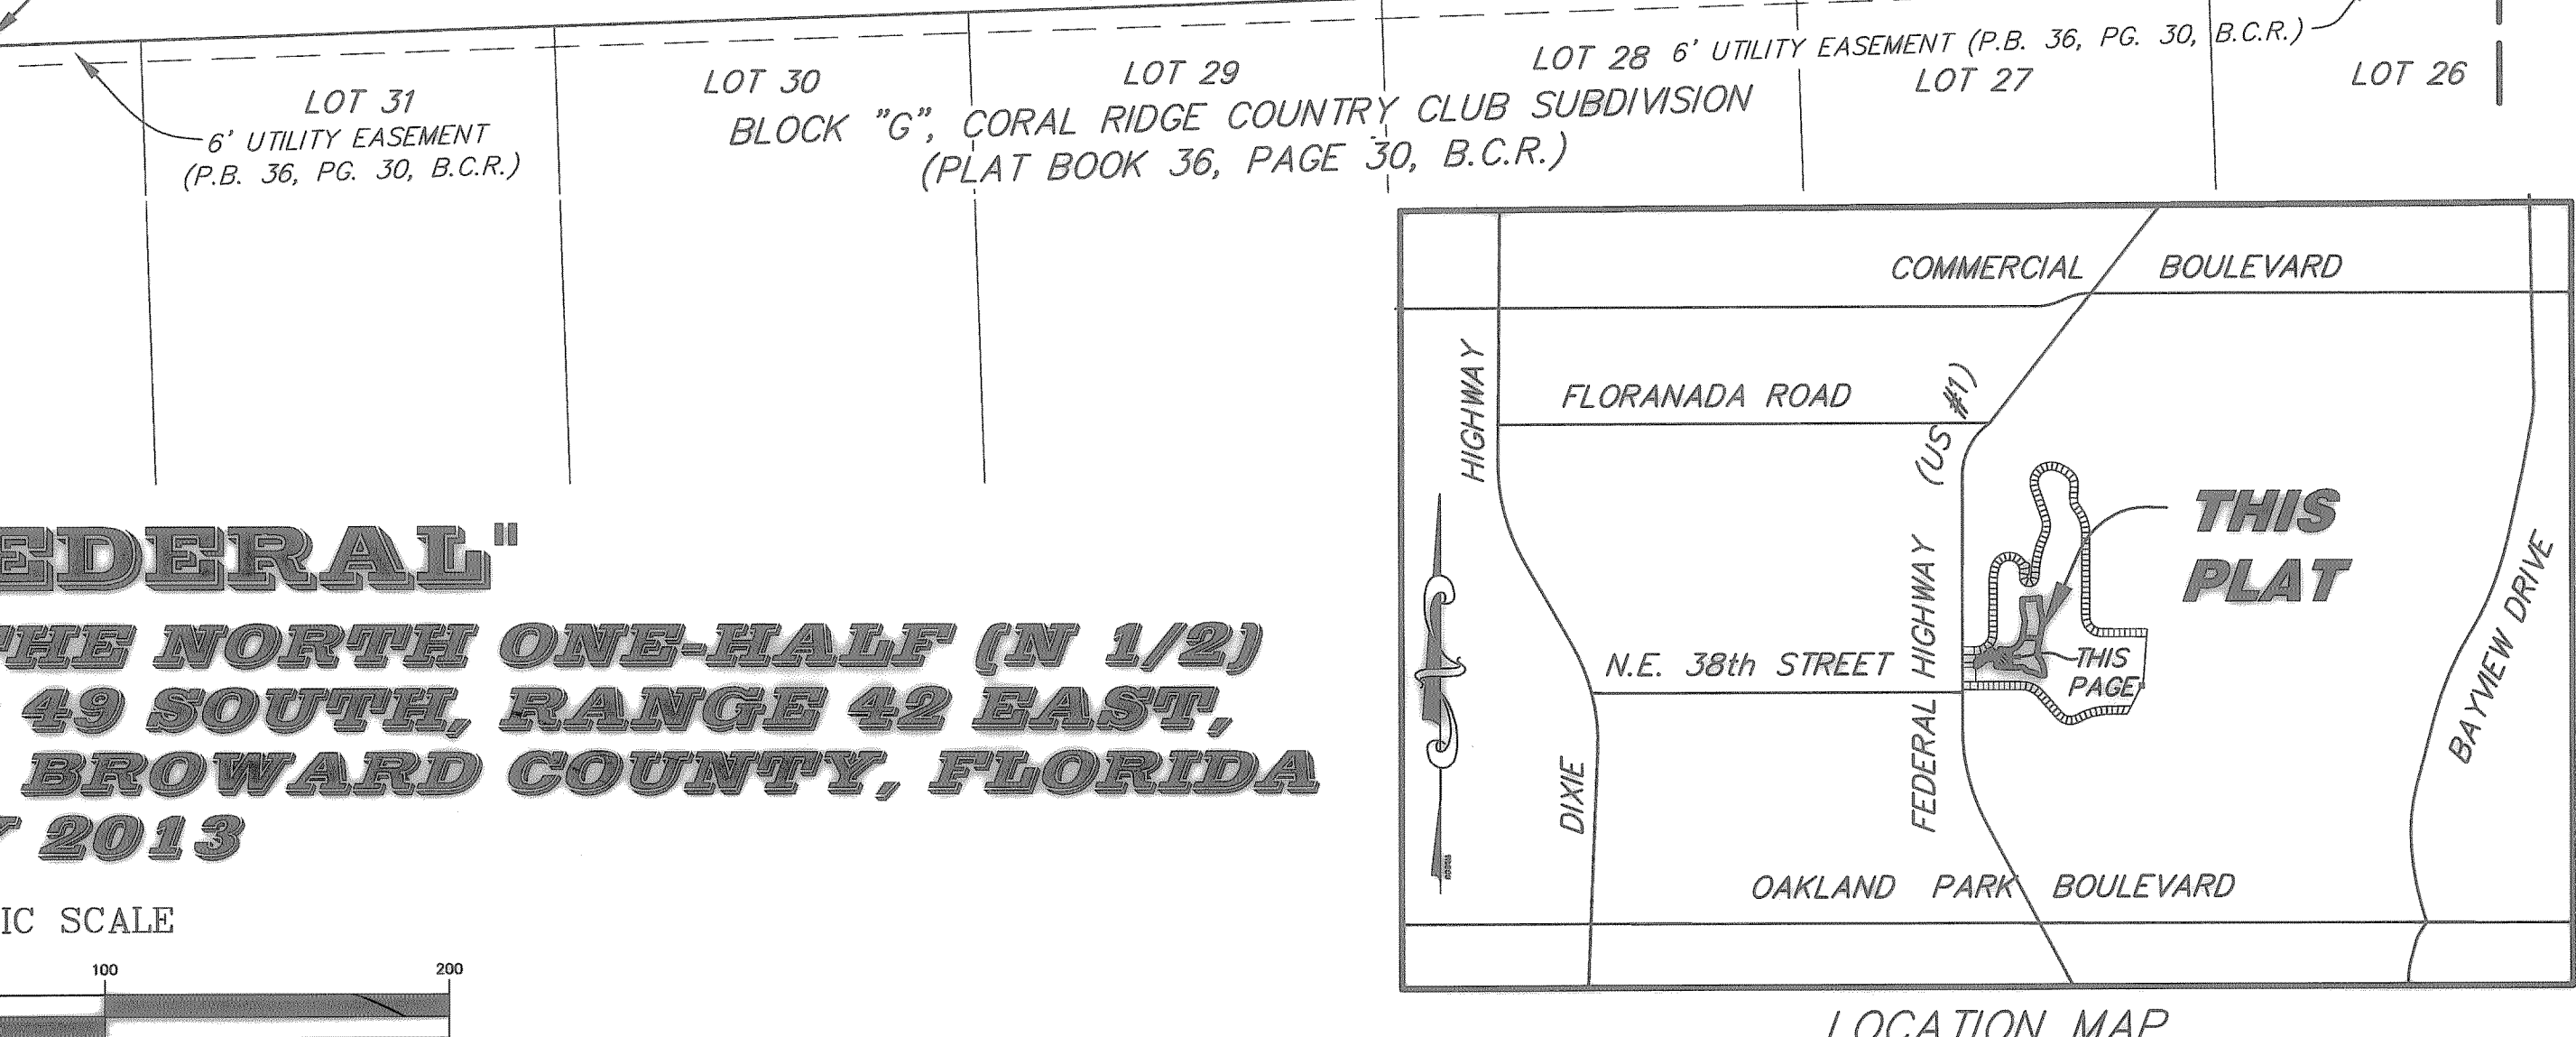 LOT 31
6' UTILITY EASEMENT
(P.B. 36, PG. 30, B.C.R.)
LOT 30
LOT 29
LOT 28
6' UTILITY EASEMENT (P.B. 36, PG. 30, B.C.R.)
LOT 27
LOT 26
BLOCK "G", CORAL RIDGE COUNTRY CLUB SUBDIVISION
(PLAT BOOK 36, PAGE 30, B.C.R.)
EDERAL"
THE NORTH ONE-HALF (N 1/2)
49 SOUTH, RANGE 42 EAST,
BROWARD COUNTY, FLORIDA
Y 2013
IC SCALE
100
200
COMMERCIAL BOULEVARD
HIGHWAY
FLORANADA ROAD
(US #1)
THIS
PLAT
N.E. 38th STREET
FEDERAL HIGHWAY
THIS
PAGE
BAYVIEW DRIVE
DIXIE
OAKLAND PARK BOULEVARD
LOCATION MAP